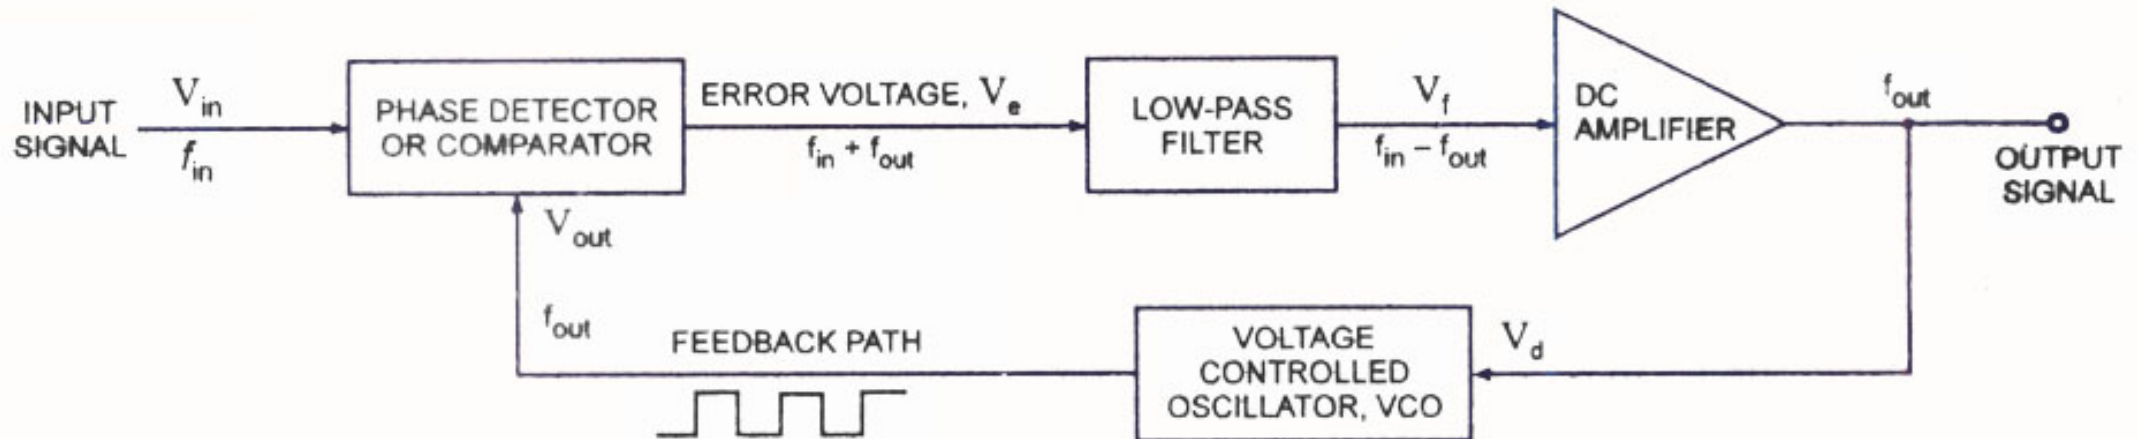 INPUT
SIGNAL
V_in
f_in
PHASE DETECTOR
OR COMPARATOR
ERROR VOLTAGE, V_e
f_in + f_out
LOW-PASS
FILTER
V_f
f_in – f_out
DC
AMPLIFIER
f_out
OUTPUT
SIGNAL
V_out
f_out
FEEDBACK PATH
VOLTAGE
CONTROLLED
OSCILLATOR, VCO
V_d